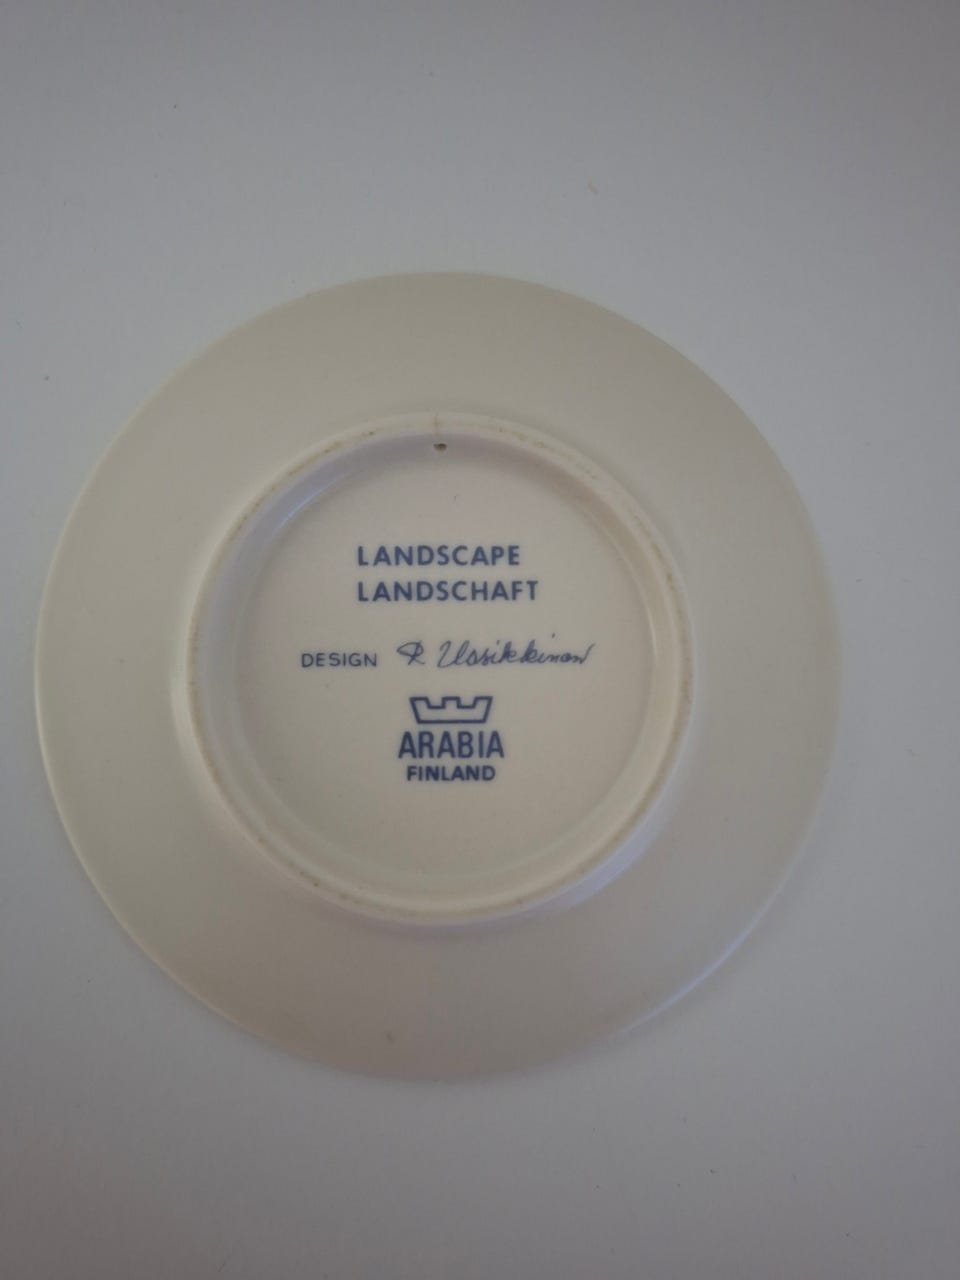 LANDSCAPE
LANDSCHAFT
DESIGN R Uosikkinen
ARABIA
FINLAND